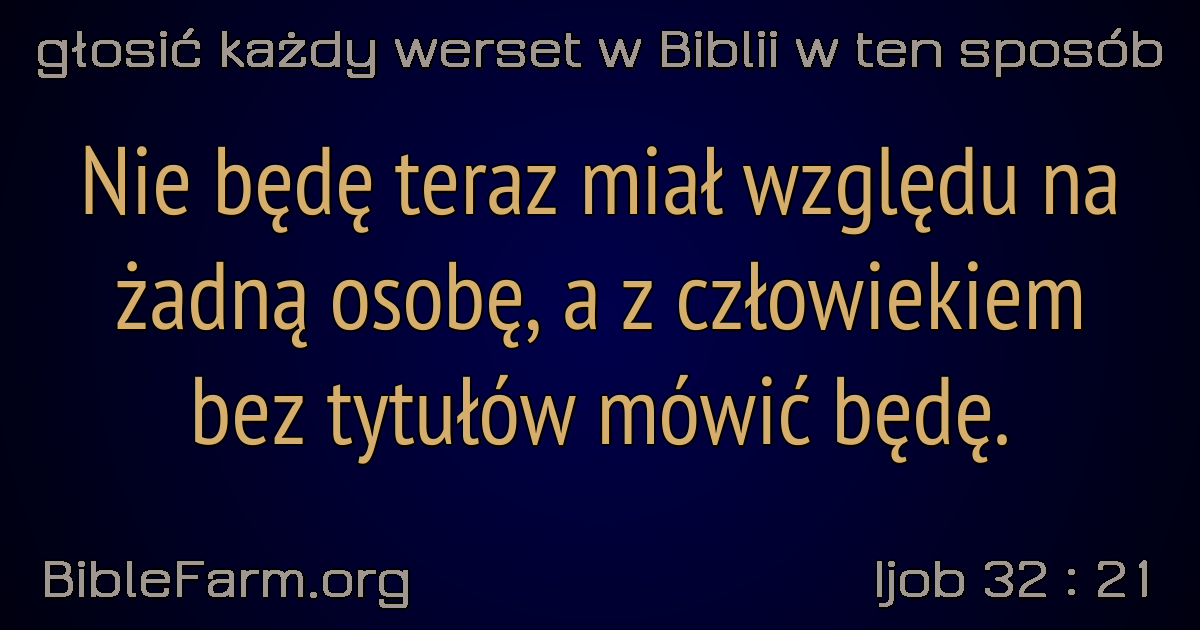 głosić każdy werset w Biblii w ten sposób
Nie będę teraz miał względu na
żadną osobę, a z człowiekiem
bez tytułów mówić będę.
BibleFarm.org
Ijob 32 : 21